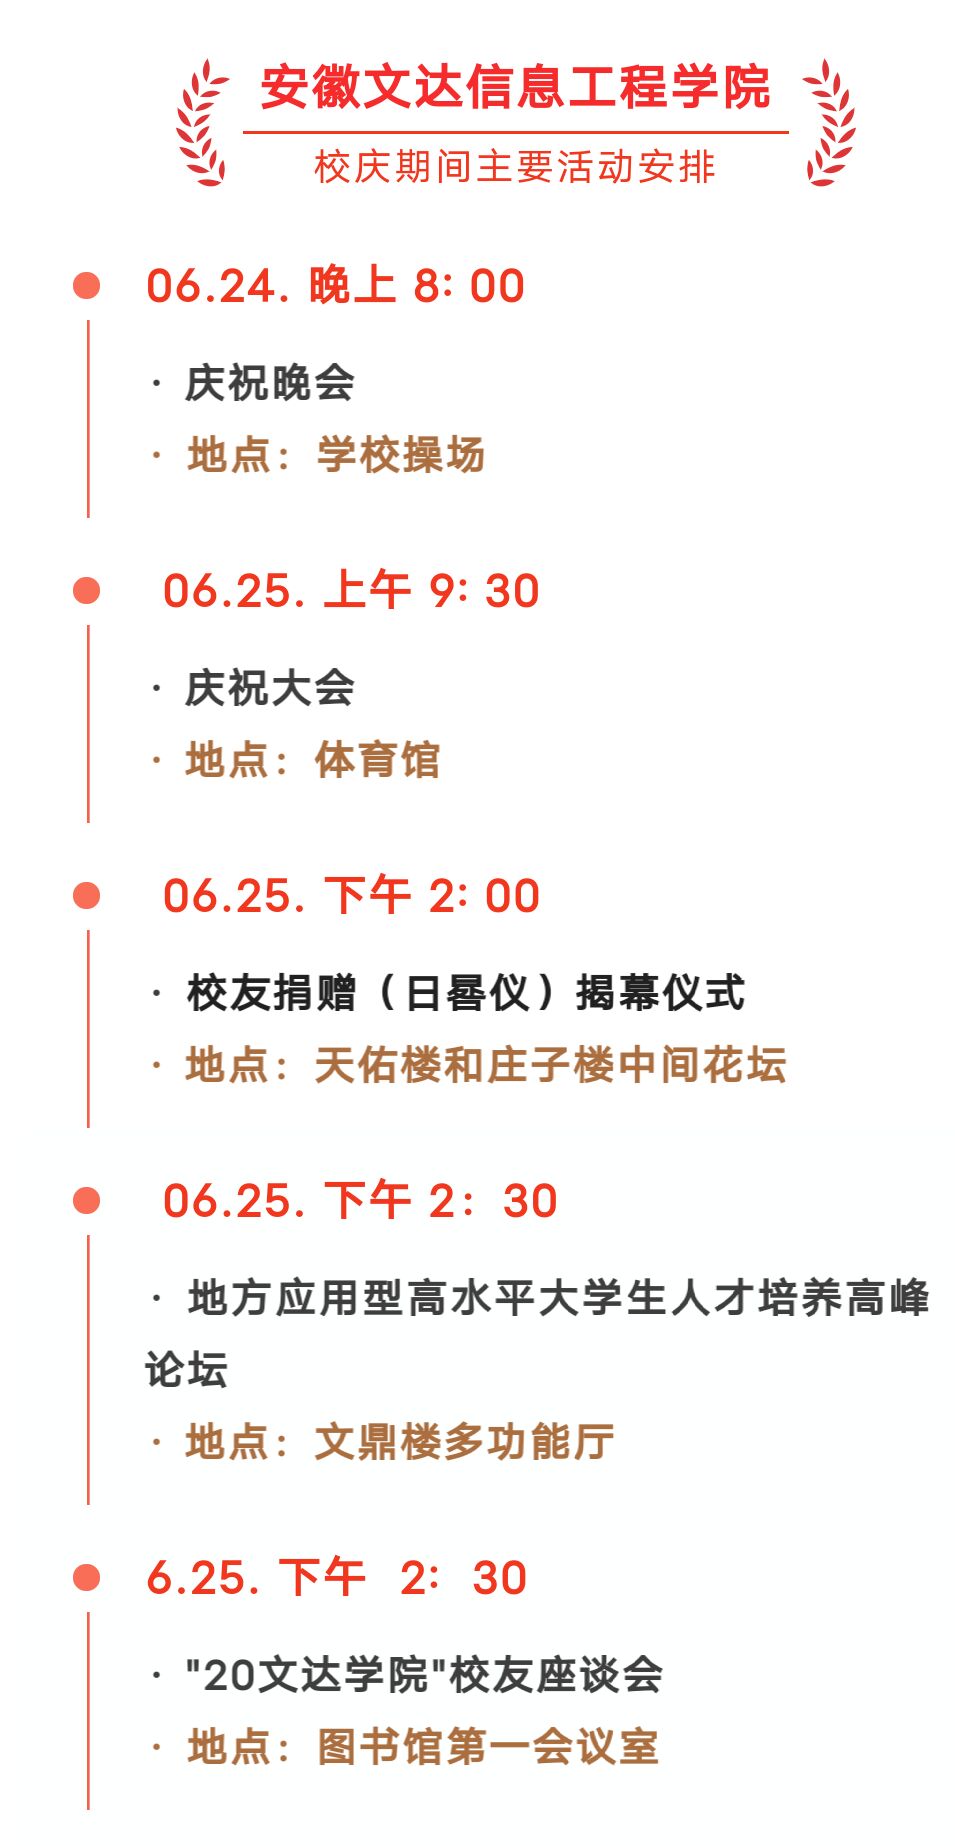 安徽文达信息工程学院
校庆期间主要活动安排
06.24. 晚上 8: 00
· 庆祝晚会
· 地点：学校操场
06.25. 上午 9: 30
· 庆祝大会
· 地点：体育馆
06.25. 下午 2: 00
· 校友捐赠（日晷仪）揭幕仪式
· 地点：天佑楼和庄子楼中间花坛
06.25. 下午 2：30
· 地方应用型高水平大学生人才培养高峰
论坛
· 地点：文鼎楼多功能厅
6.25. 下午 2: 30
· "20文达学院"校友座谈会
· 地点：图书馆第一会议室